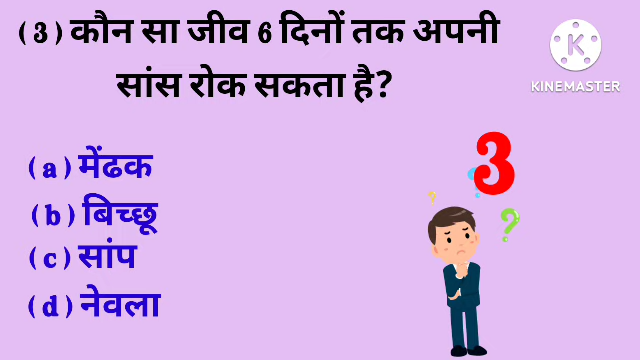 (3) कौन सा जीव 6 दिनों तक अपनी
सांस रोक सकता है?
KINEMASTER
(a) मेंढक
(b) बिच्छू
(c) सांप
(d) नेवला
3
?
?
?